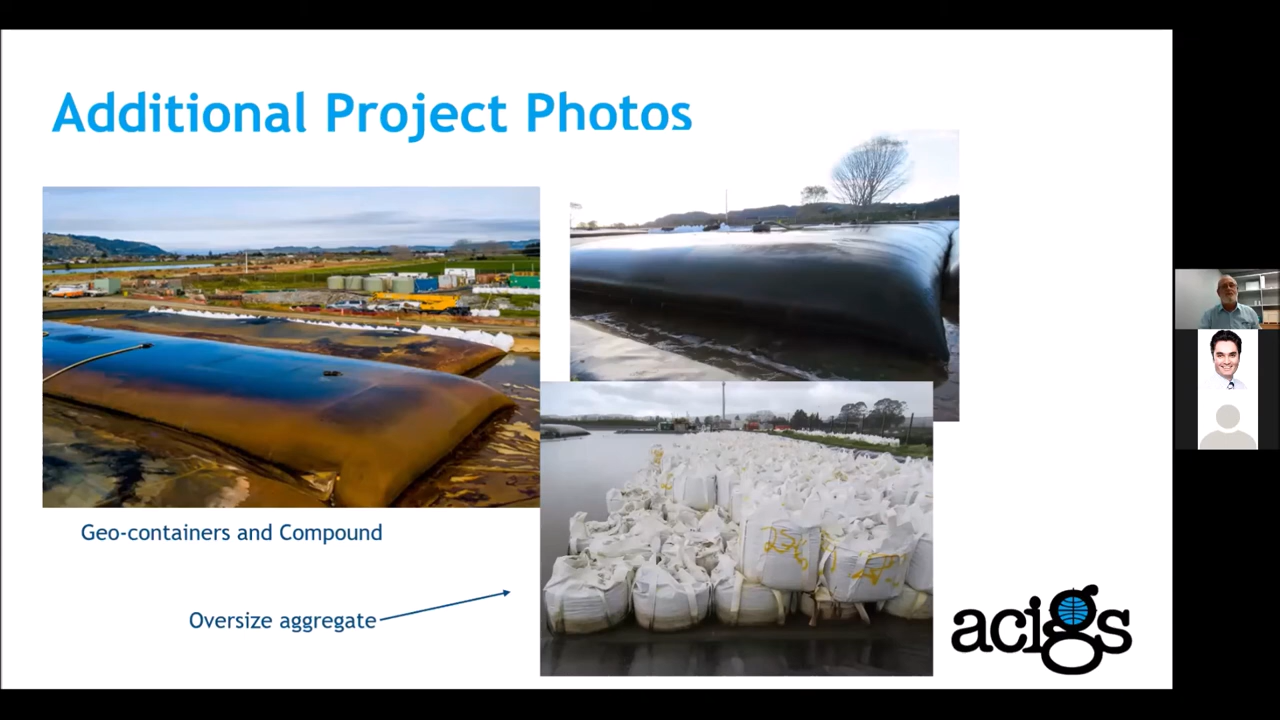 Additional Project Photos
Geo-containers and Compound
Oversize aggregate
acigs